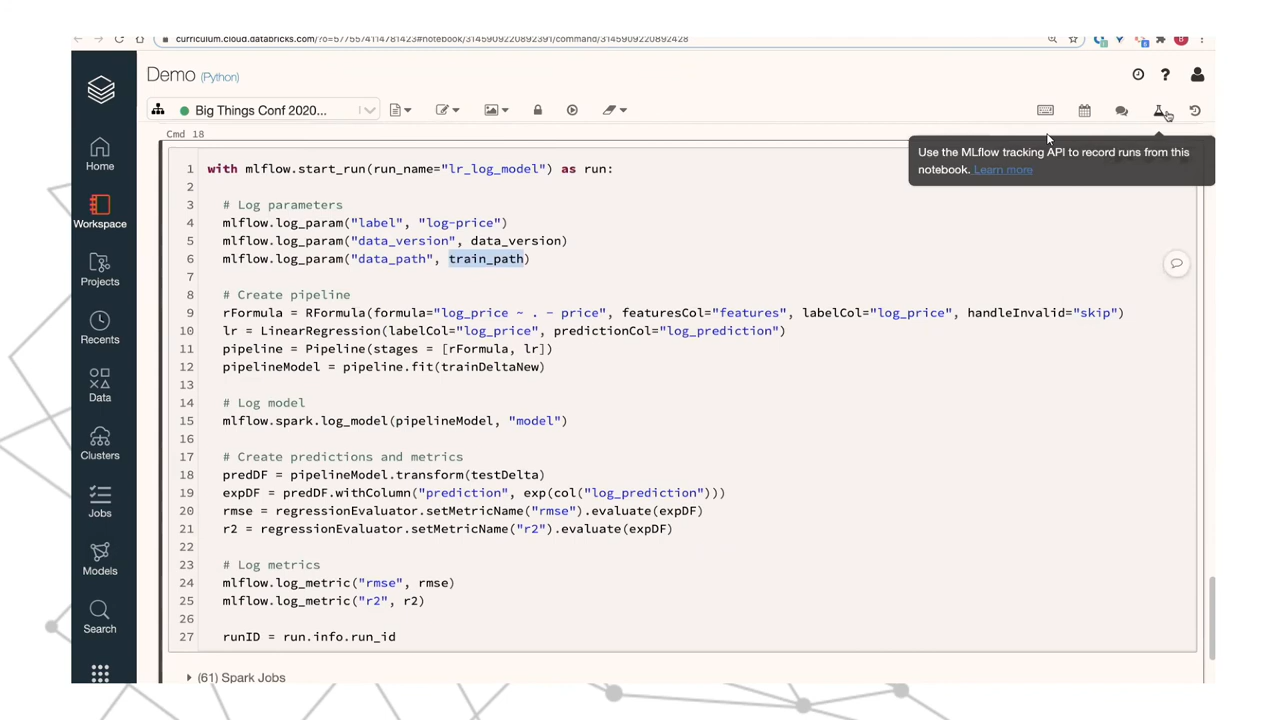 curriculum.cloud.databricks.com/?o=5775574114781423#notebook/3145909220892391/command/3145909220892428
Demo (Python)
Big Things Conf 2020...
Cmd 18
Use the MLflow tracking API to record runs from this
notebook. Learn more
Home
Workspace
Projects
Recents
Data
Clusters
Jobs
Models
Search
1 with mlflow.start_run(run_name="lr_log_model") as run:
2
3 # Log parameters
4 mlflow.log_param("label", "log-price")
5 mlflow.log_param("data_version", data_version)
6 mlflow.log_param("data_path", train_path)
7
8 # Create pipeline
9 rFormula = RFormula(formula="log_price ~ . - price", featuresCol="features", labelCol="log_price", handleInvalid="skip")
10 lr = LinearRegression(labelCol="log_price", predictionCol="log_prediction")
11 pipeline = Pipeline(stages = [rFormula, lr])
12 pipelineModel = pipeline.fit(trainDeltaNew)
13
14 # Log model
15 mlflow.spark.log_model(pipelineModel, "model")
16
17 # Create predictions and metrics
18 predDF = pipelineModel.transform(testDelta)
19 expDF = predDF.withColumn("prediction", exp(col("log_prediction")))
20 rmse = regressionEvaluator.setMetricName("rmse").evaluate(expDF)
21 r2 = regressionEvaluator.setMetricName("r2").evaluate(expDF)
22
23 # Log metrics
24 mlflow.log_metric("rmse", rmse)
25 mlflow.log_metric("r2", r2)
26
27 runID = run.info.run_id
(61) Spark Jobs